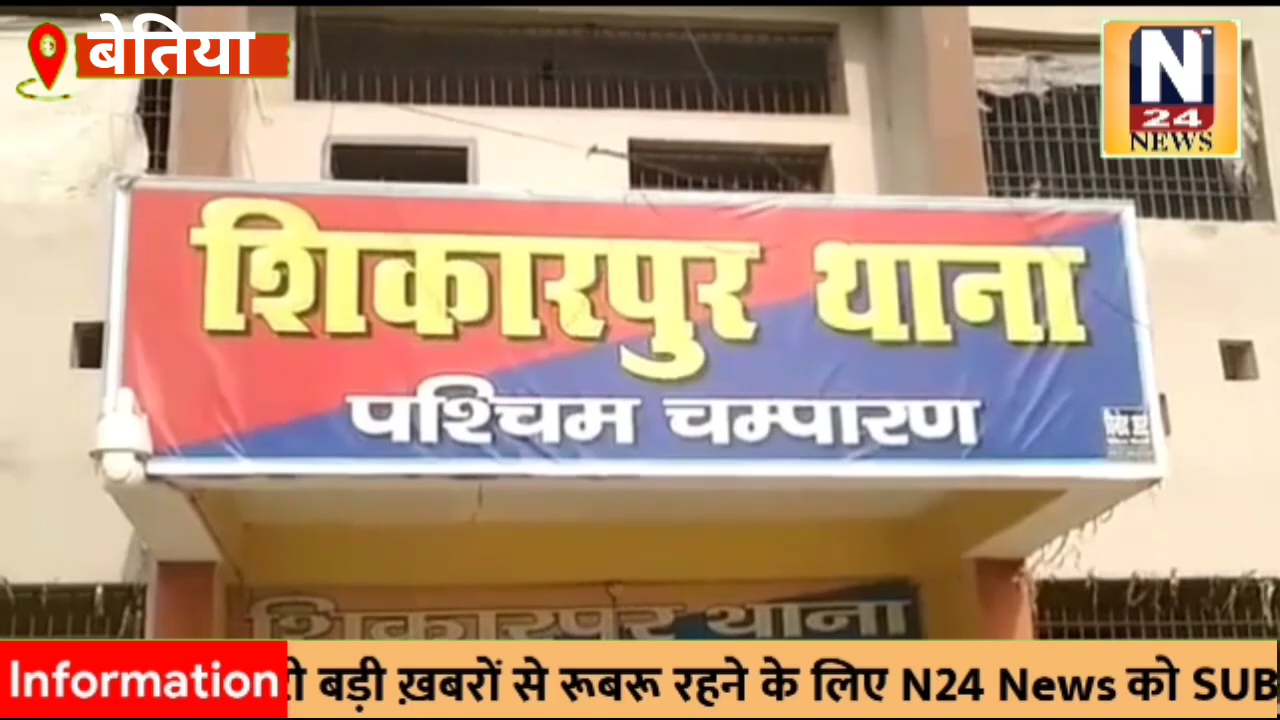 बेतिया
N
24
NEWS
शिकारपुर थाना
पश्चिम चम्पारण
शिकारपुर थाना
Information
बड़ी ख़बरों से रूबरू रहने के लिए N24 News को SUB